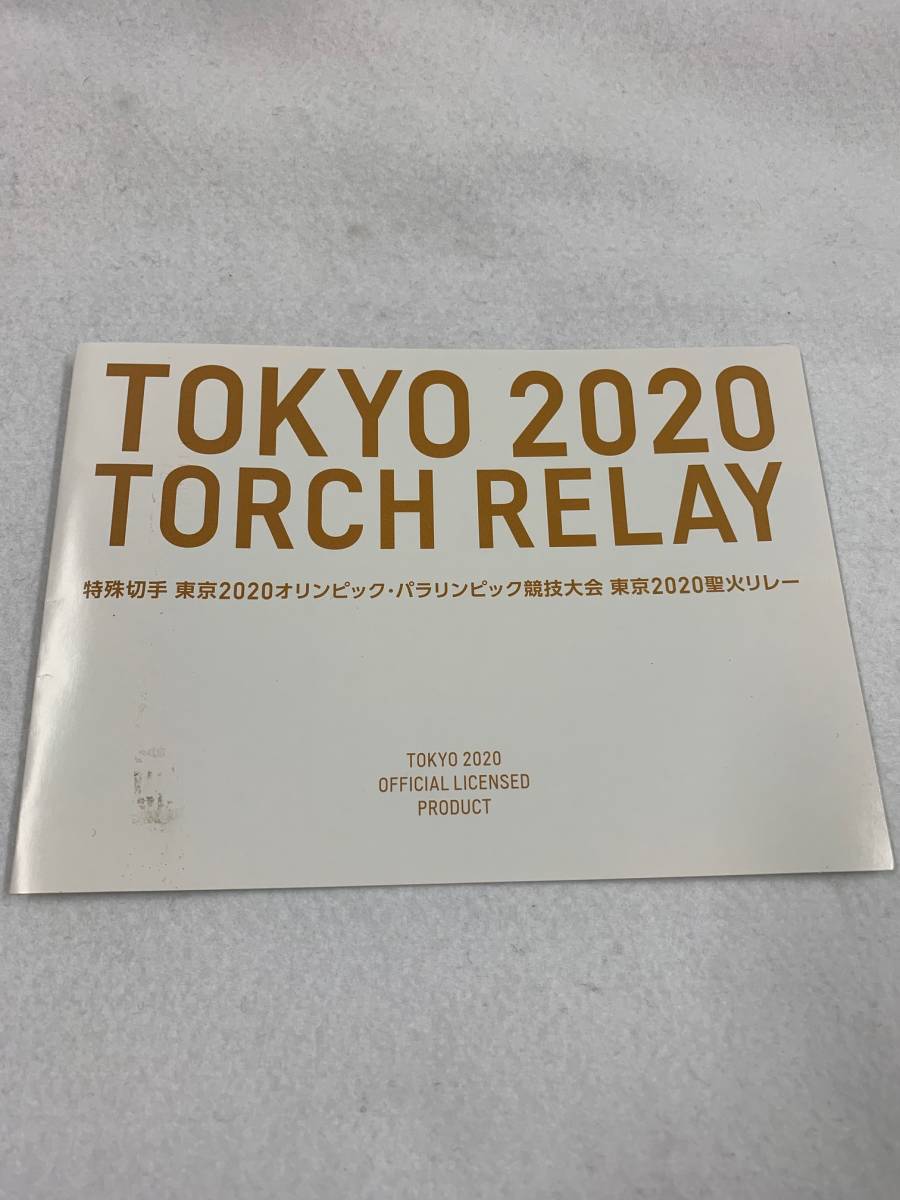 TOKYO 2020
TORCH RELAY
特殊切手 東京2020オリンピック・パラリンピック競技大会 東京2020聖火リレー
TOKYO 2020
OFFICIAL LICENSED
PRODUCT